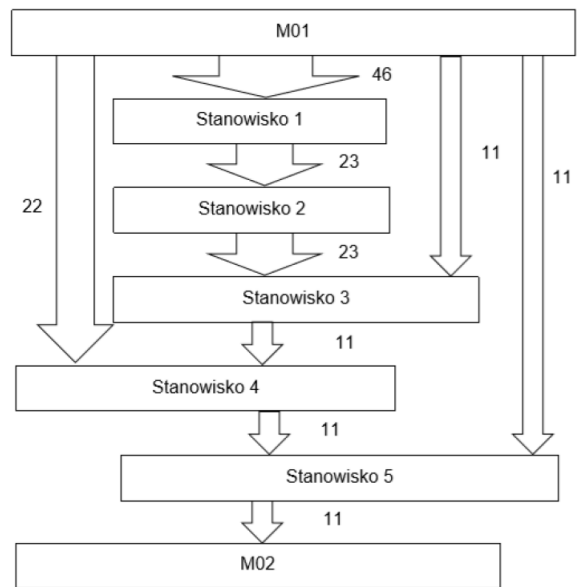 M01
46
Stanowisko 1
11
23
11
22
Stanowisko 2
23
Stanowisko 3
11
Stanowisko 4
11
Stanowisko 5
11
M02